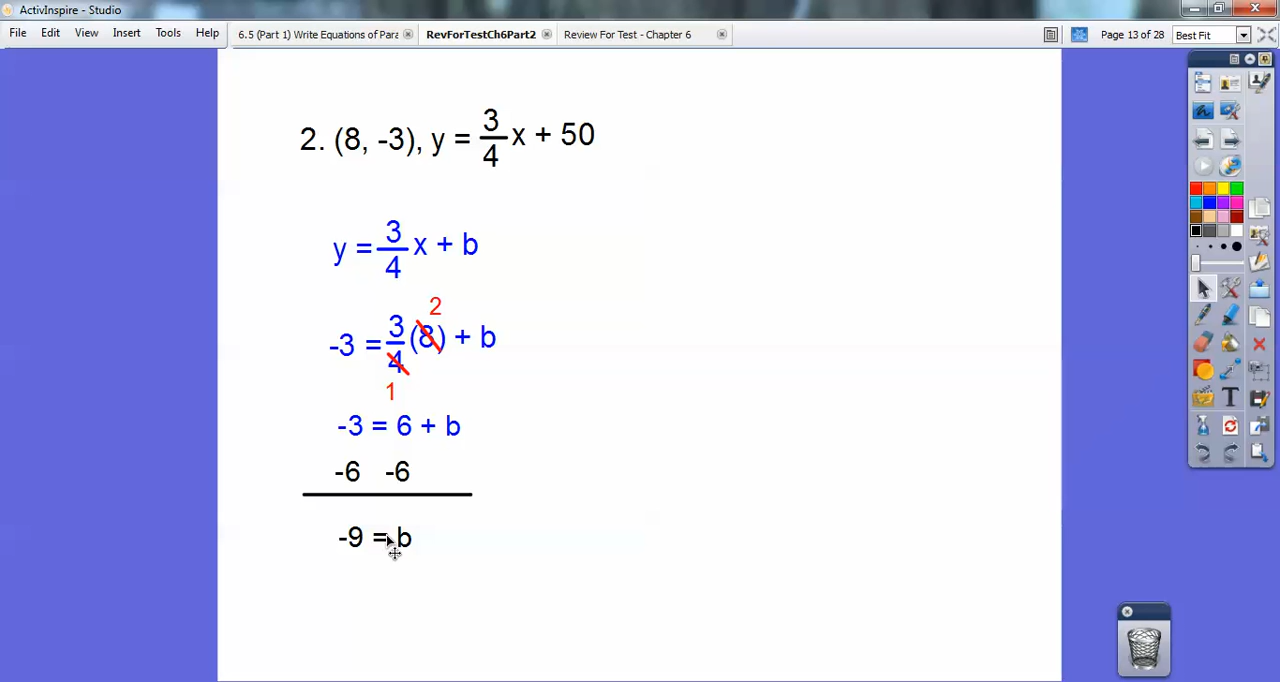 ActivInspire - Studio
File Edit View Insert Tools Help
6.5 (Part 1) Write Equations of Para
RevForTestCh6Part2
Review For Test - Chapter 6
Page 13 of 28
Best Fit
2. (8, -3), y = 3/4 x + 50
y = 3/4 x + b
2
-3 = 3/4 (8) + b
1
-3 = 6 + b
-6 -6
-9 = b
T